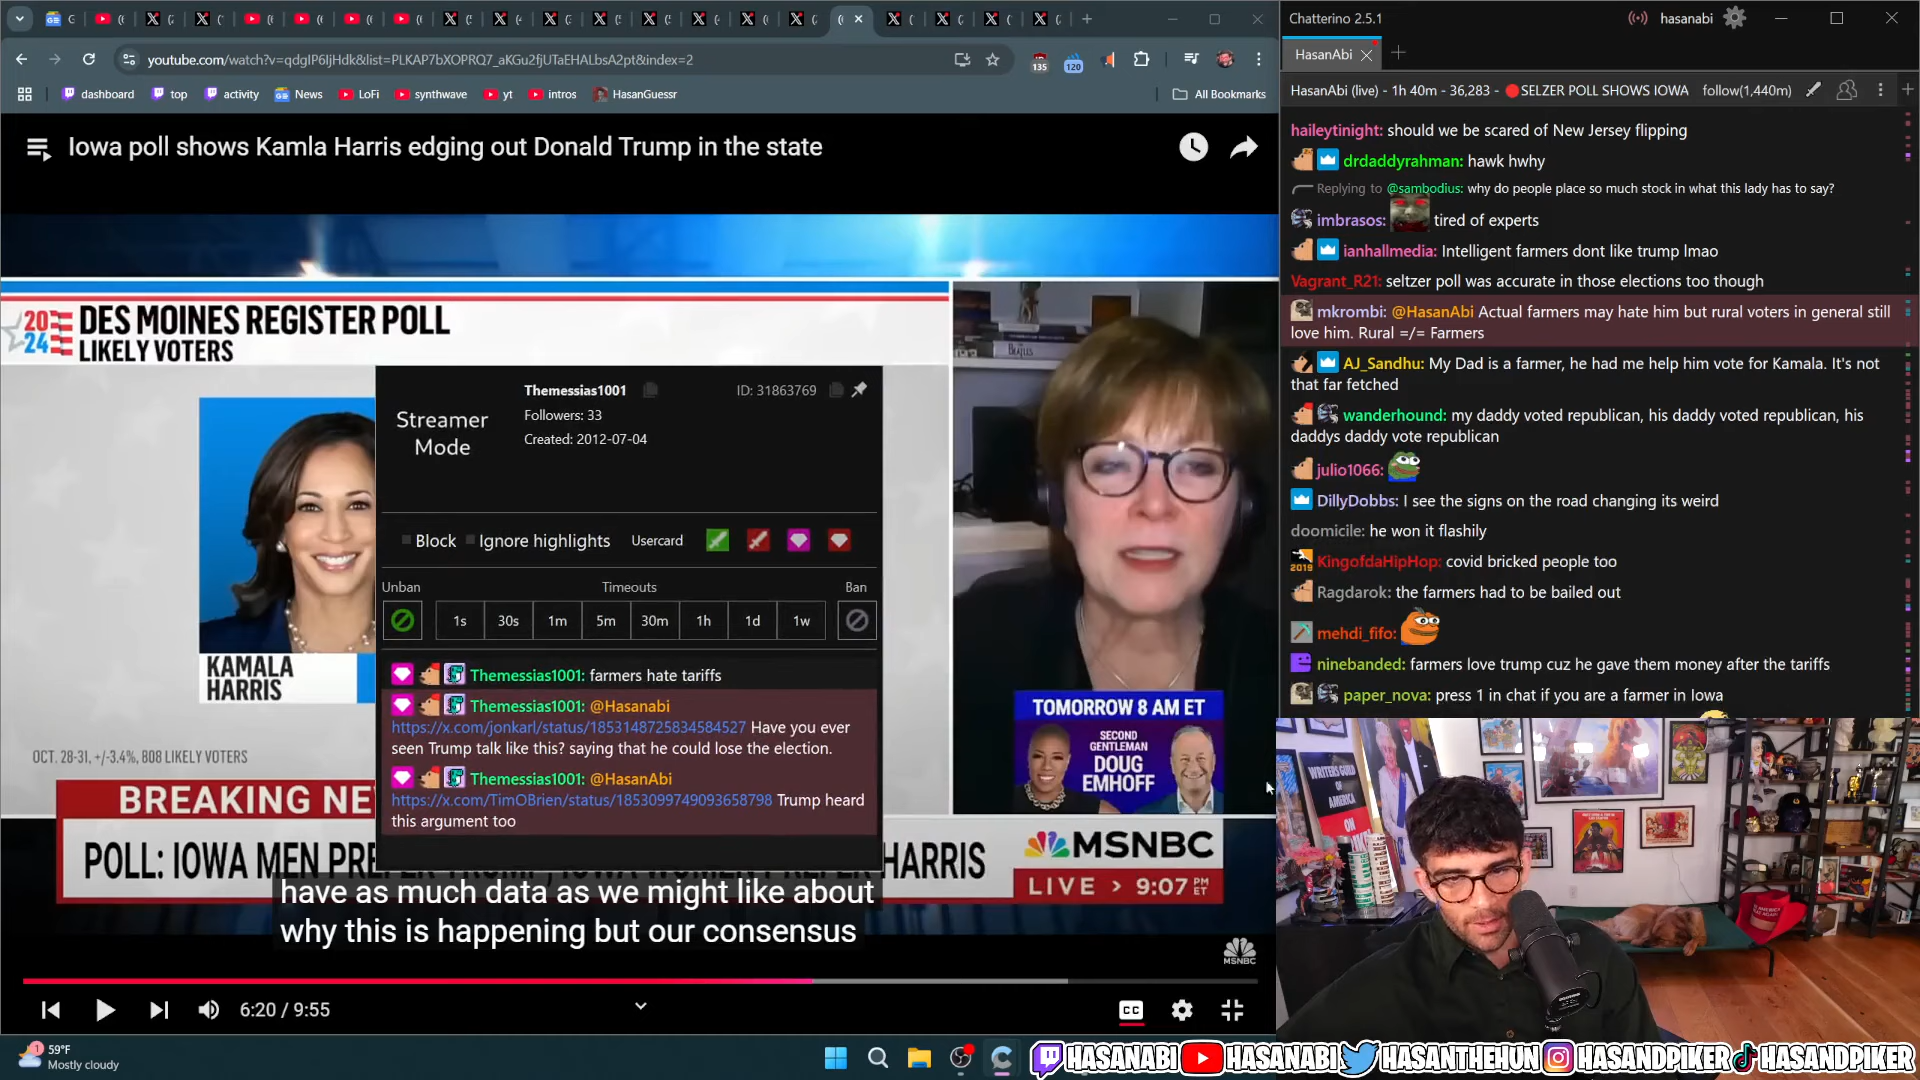 youtube.com/watch?v=qdgIP6IjHdk&list=PLKAP7bXOPRQ7_aKGu2fjUTaEHALbsA2pt&index=2
135
120
dashboard
top
activity
News
LoFi
synthwave
yt
intros
HasanGuessr
All Bookmarks
Iowa poll shows Kamla Harris edging out Donald Trump in the state
2024
DES MOINES REGISTER POLL
LIKELY VOTERS
KAMALA
HARRIS
OCT. 28-31, +/-3.4%, 808 LIKELY VOTERS
BREAKING NE
POLL: IOWA MEN PRE
HARRIS
BEATLES
TOMORROW 8 AM ET
SECOND
GENTLEMAN
DOUG
EMHOFF
MSNBC
LIVE > 9:07 PM ET
MSNBC
Streamer
Mode
Themessias1001
ID: 31863769
Followers: 33
Created: 2012-07-04
Block
Ignore highlights
Usercard
Unban
Timeouts
Ban
1s
30s
1m
5m
30m
1h
1d
1w
Themessias1001: farmers hate tariffs
Themessias1001: @Hasanabi
https://x.com/jonkarl/status/1853148725834584527 Have you ever
seen Trump talk like this? saying that he could lose the election.
Themessias1001: @HasanAbi
https://x.com/TimOBrien/status/1853099749093658798 Trump heard
this argument too
have as much data as we might like about
why this is happening but our consensus
6:20 / 9:55
CC
1
59°F
Mostly cloudy
Chatterino 2.5.1
hasanabi
HasanAbi
HasanAbi (live) - 1h 40m - 36,283 - 🔴SELZER POLL SHOWS IOWA
follow(1,440m)
haileytinight: should we be scared of New Jersey flipping
drdaddyrahman: hawk hwhy
Replying to @sambodius: why do people place so much stock in what this lady has to say?
imbrasos: tired of experts
ianhallmedia: Intelligent farmers dont like trump lmao
Vagrant_R21: seltzer poll was accurate in those elections too though
mkrombi: @HasanAbi Actual farmers may hate him but rural voters in general still
love him. Rural =/= Farmers
AJ_Sandhu: My Dad is a farmer, he had me help him vote for Kamala. It's not
that far fetched
wanderhound: my daddy voted republican, his daddy voted republican, his
daddys daddy vote republican
julio1066:
DillyDobbs: I see the signs on the road changing its weird
doomicile: he won it flashily
2019
KingofdaHipHop: covid bricked people too
Ragdarok: the farmers had to be bailed out
mehdi_fifo:
ninebanded: farmers love trump cuz he gave them money after the tariffs
paper_nova: press 1 in chat if you are a farmer in Iowa
WRITERS GUILD
OF
AMERICA
ON
HASANABI
HASANABI
HASANTHEHUN
HASANDPIKER
HASANDPIKER